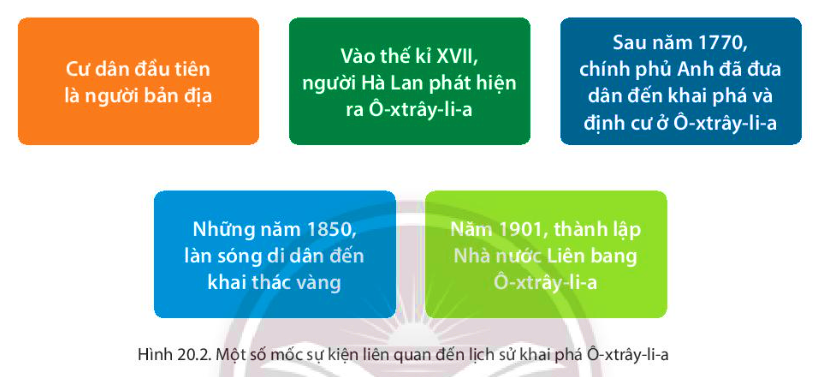 Cư dân đầu tiên
là người bản địa
Vào thế kỉ XVII,
người Hà Lan phát hiện
ra Ô-xtrây-li-a
Sau năm 1770,
chính phủ Anh đã đưa
dân đến khai phá và
định cư ở Ô-xtrây-li-a
Những năm 1850,
làn sóng di dân đến
khai thác vàng
Năm 1901, thành lập
Nhà nước Liên bang
Ô-xtrây-li-a
Hình 20.2. Một số mốc sự kiện liên quan đến lịch sử khai phá Ô-xtrây-li-a